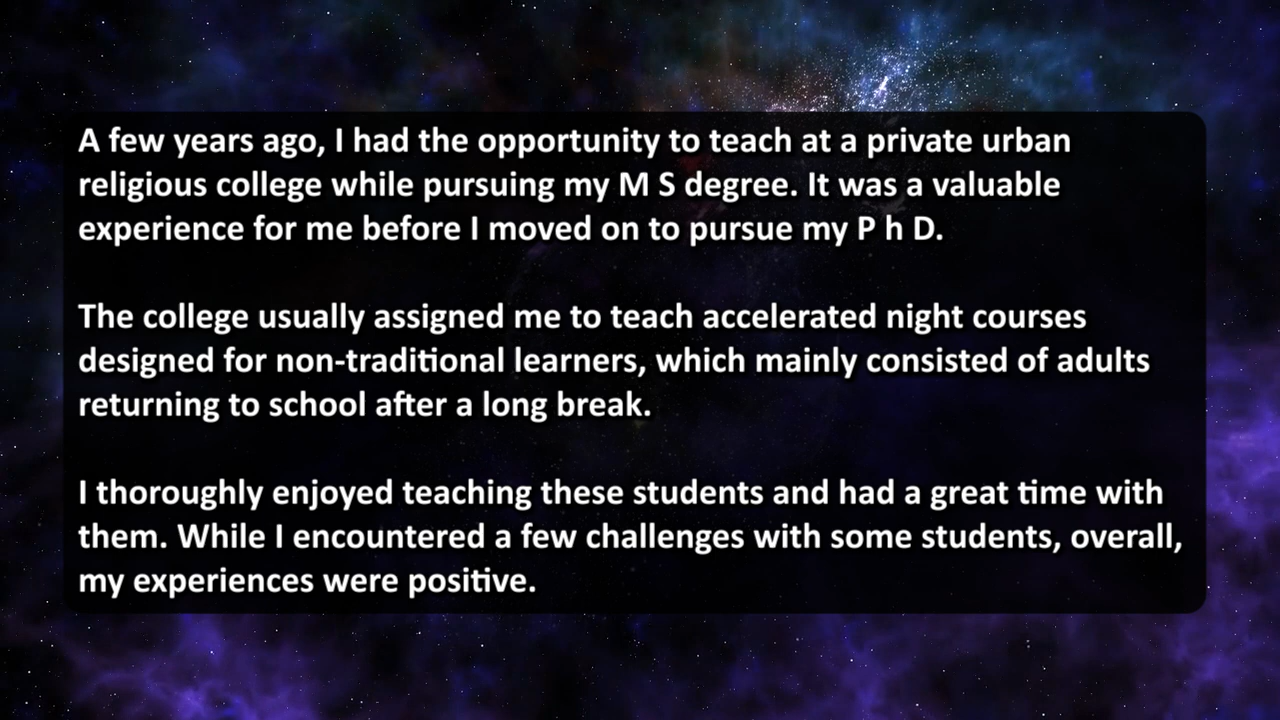 A few years ago, I had the opportunity to teach at a private urban
religious college while pursuing my M S degree. It was a valuable
experience for me before I moved on to pursue my P h D.
The college usually assigned me to teach accelerated night courses
designed for non-traditional learners, which mainly consisted of adults
returning to school after a long break.
I thoroughly enjoyed teaching these students and had a great time with
them. While I encountered a few challenges with some students, overall,
my experiences were positive.